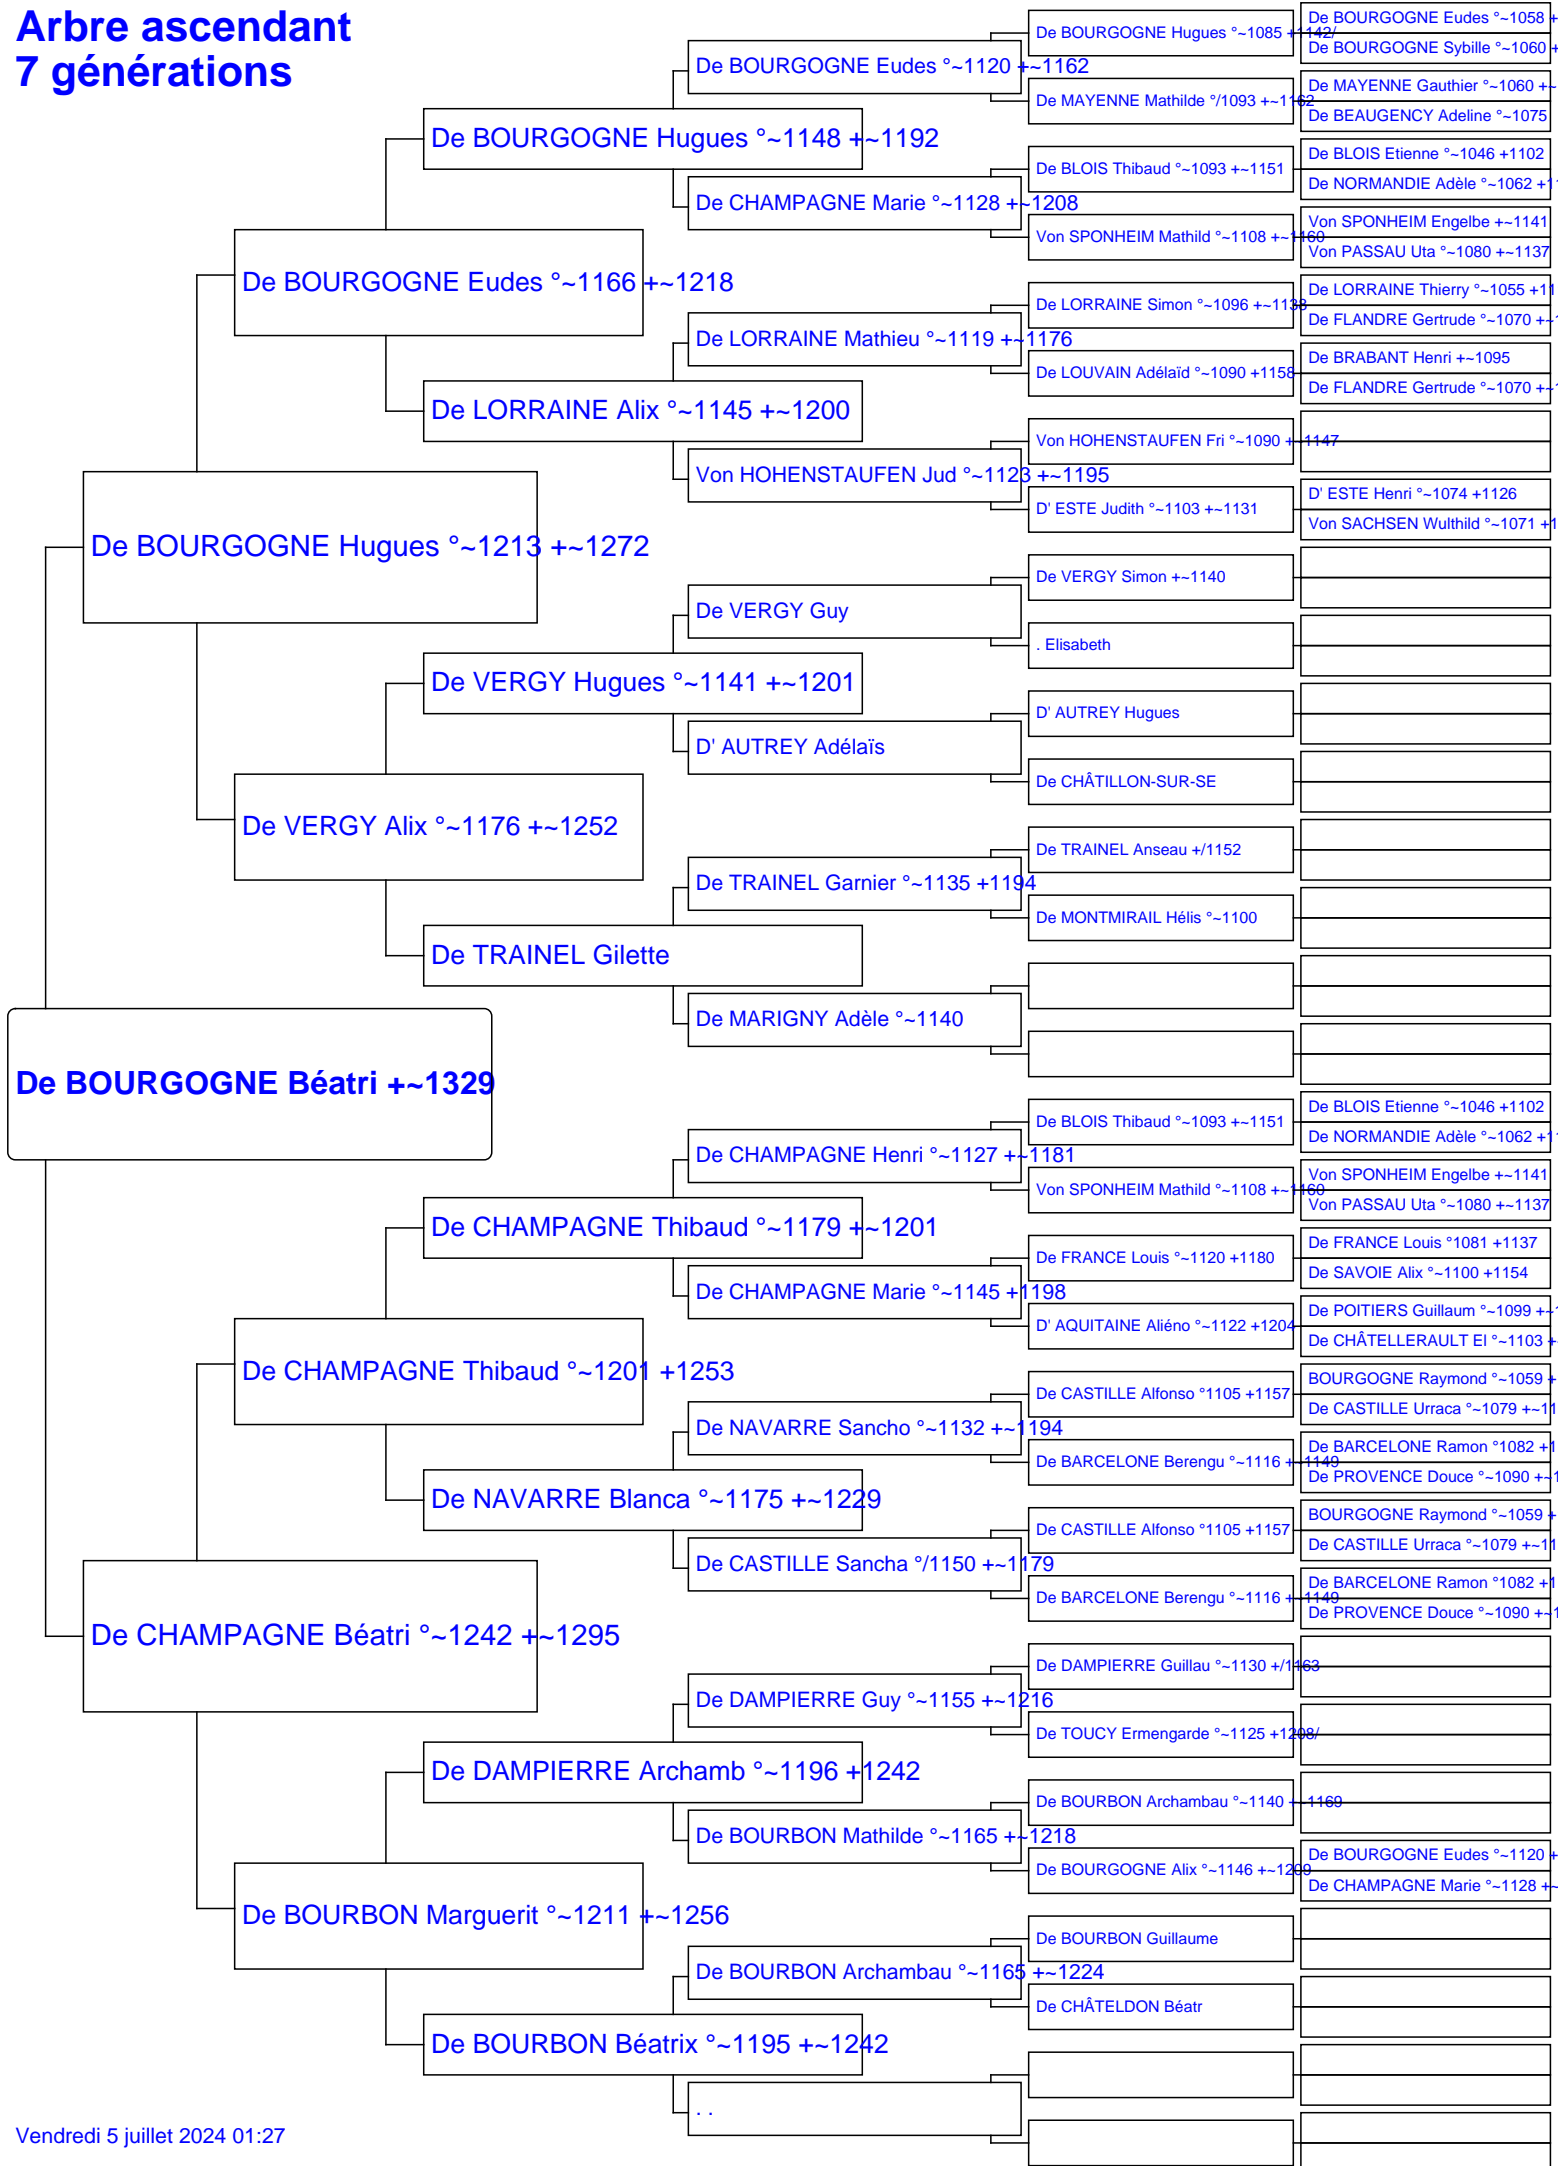 Arbre ascendant
7 générations
De BOURGOGNE Béatri +~1329
De BOURGOGNE Hugues °~1213 +~1272
De CHAMPAGNE Béatri °~1242 +~1295
De BOURGOGNE Eudes °~1166 +~1218
De VERGY Alix °~1176 +~1252
De CHAMPAGNE Thibaud °~1201 +1253
De BOURBON Marguerit °~1211 +~1256
De BOURGOGNE Hugues °~1148 +~1192
De LORRAINE Alix °~1145 +~1200
De VERGY Hugues °~1141 +~1201
De TRAINEL Gilette
De CHAMPAGNE Thibaud °~1179 +~1201
De NAVARRE Blanca °~1175 +~1229
De DAMPIERRE Archamb °~1196 +1242
De BOURBON Béatrix °~1195 +~1242
De BOURGOGNE Eudes °~1120 +~1162
De CHAMPAGNE Marie °~1128 +~1208
De LORRAINE Mathieu °~1119 +~1176
Von HOHENSTAUFEN Jud °~1123 +~1195
De VERGY Guy
D' AUTREY Adélaïs
De TRAINEL Garnier °~1135 +1194
De MARIGNY Adèle °~1140
De CHAMPAGNE Henri °~1127 +~1181
De CHAMPAGNE Marie °~1145 +1198
De NAVARRE Sancho °~1132 +~1194
De CASTILLE Sancha °/1150 +~1179
De DAMPIERRE Guy °~1155 +~1216
De BOURBON Mathilde °~1165 +~1218
De BOURBON Archambau °~1165 +~1224
. .
De BOURGOGNE Hugues °~1085 +1142/
De MAYENNE Mathilde °/1093 +~1162
De BLOIS Thibaud °~1093 +~1151
Von SPONHEIM Mathild °~1108 +~1160
De LORRAINE Simon °~1096 +~1138
De LOUVAIN Adélaïd °~1090 +1158
Von HOHENSTAUFEN Fri °~1090 +~1147
D' ESTE Judith °~1103 +~1131
De VERGY Simon +~1140
. Elisabeth
D' AUTREY Hugues
De CHÂTILLON-SUR-SE
De TRAINEL Anseau +/1152
De MONTMIRAIL Hélis °~1100
De BLOIS Thibaud °~1093 +~1151
Von SPONHEIM Mathild °~1108 +~1160
De FRANCE Louis °~1120 +1180
D' AQUITAINE Aliéno °~1122 +1204
De CASTILLE Alfonso °1105 +1157
De BARCELONE Berengu °~1116 +~1149
De CASTILLE Alfonso °1105 +1157
De BARCELONE Berengu °~1116 +~1149
De DAMPIERRE Guillau °~1130 +/1163
De TOUCY Ermengarde °~1125 +1208/
De BOURBON Archambau °~1140 +~1169
De BOURGOGNE Alix °~1146 +~1209
De BOURBON Guillaume
De CHÂTELDON Béatr
De BOURGOGNE Eudes °~1058 +
De BOURGOGNE Sybille °~1060 +
De MAYENNE Gauthier °~1060 +~
De BEAUGENCY Adeline °~1075
De BLOIS Etienne °~1046 +1102
De NORMANDIE Adèle °~1062 +1
Von SPONHEIM Engelbe +~1141
Von PASSAU Uta °~1080 +~1137
De LORRAINE Thierry °~1055 +11
De FLANDRE Gertrude °~1070 +~1
De BRABANT Henri +~1095
De FLANDRE Gertrude °~1070 +~1
D' ESTE Henri °~1074 +1126
Von SACHSEN Wulthild °~1071 +1
De BLOIS Etienne °~1046 +1102
De NORMANDIE Adèle °~1062 +1
Von SPONHEIM Engelbe +~1141
Von PASSAU Uta °~1080 +~1137
De FRANCE Louis °1081 +1137
De SAVOIE Alix °~1100 +1154
De POITIERS Guillaum °~1099 +~1
De CHÂTELLERAULT El °~1103 +
BOURGOGNE Raymond °~1059 +
De CASTILLE Urraca °~1079 +~11
De BARCELONE Ramon °1082 +1
De PROVENCE Douce °~1090 +~1
BOURGOGNE Raymond °~1059 +
De CASTILLE Urraca °~1079 +~11
De BARCELONE Ramon °1082 +1
De PROVENCE Douce °~1090 +~1
De BOURGOGNE Eudes °~1120 +
De CHAMPAGNE Marie °~1128 +~
Vendredi 5 juillet 2024 01:27